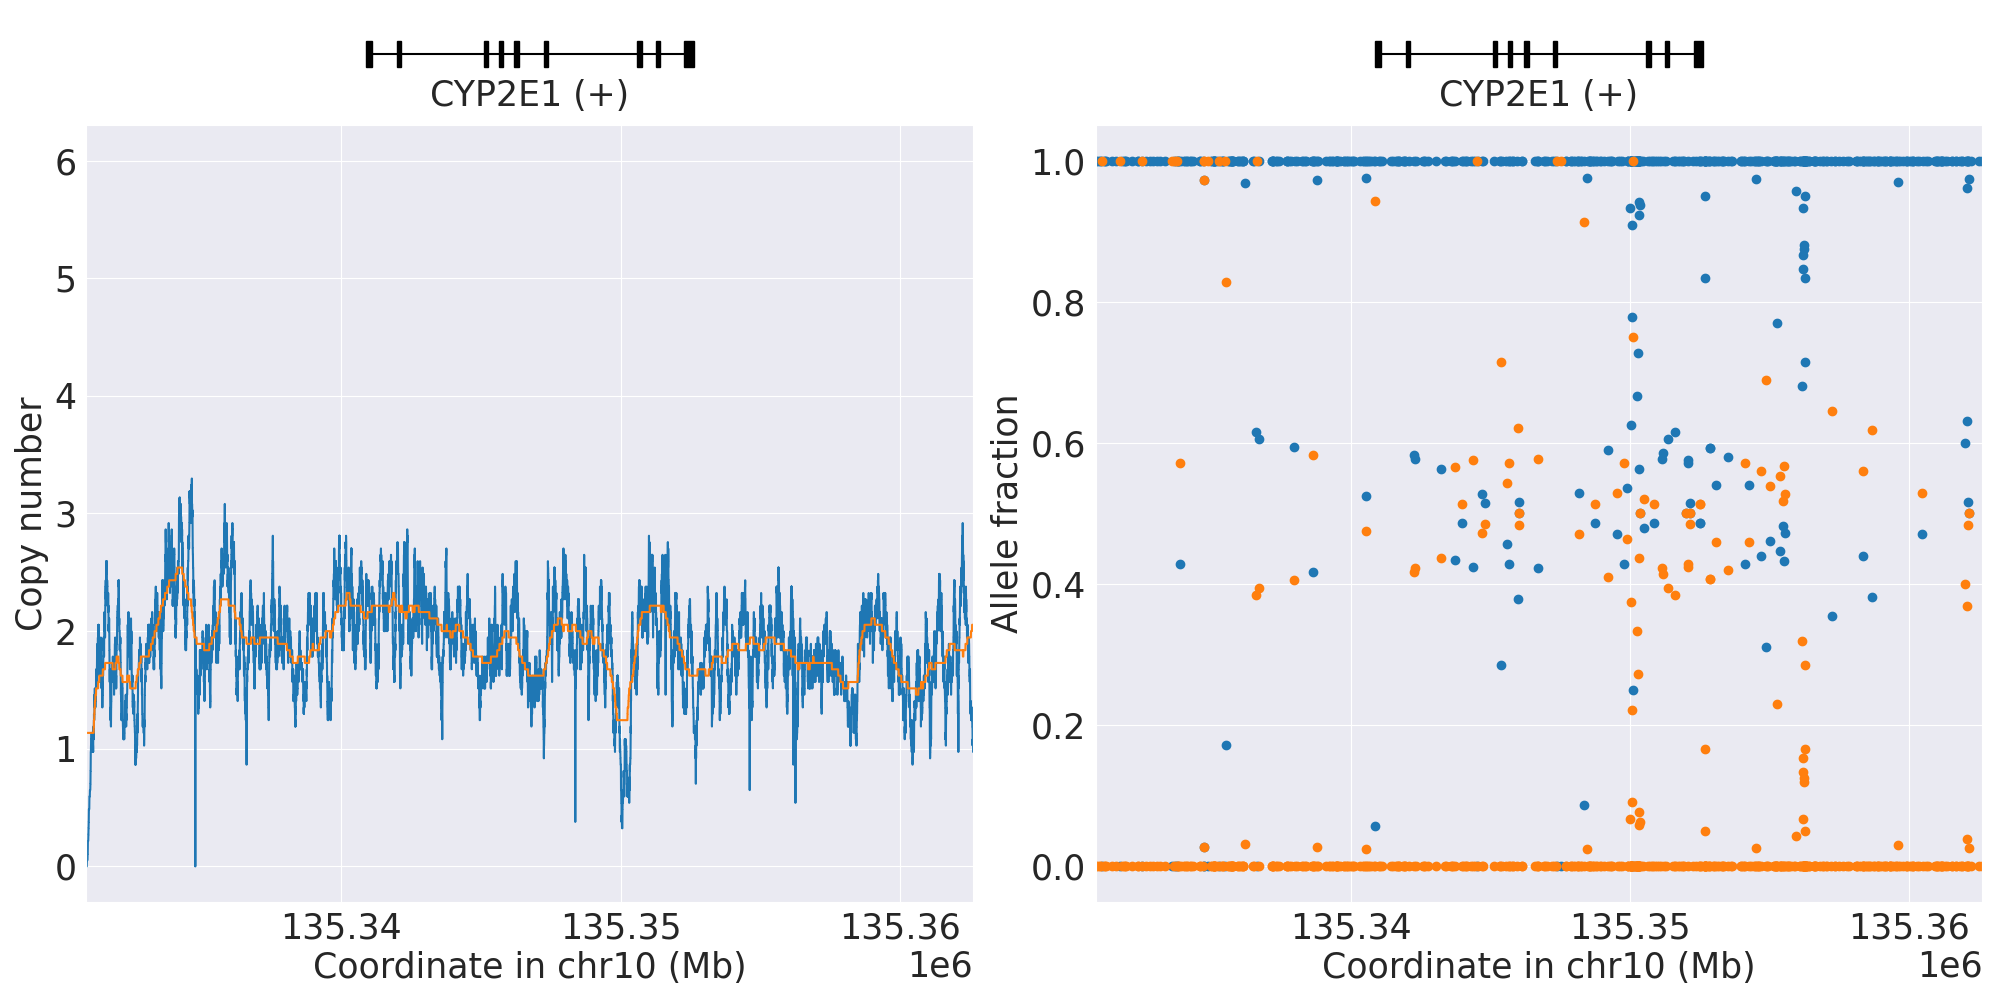 CYP2E1 (+)
6
5
4
3
2
1
0
Copy number
135.34 135.35 135.36
Coordinate in chr10 (Mb)
1e6
CYP2E1 (+)
1.0
0.8
0.6
0.4
0.2
0.0
Allele fraction
135.34 135.35 135.36
Coordinate in chr10 (Mb)
1e6